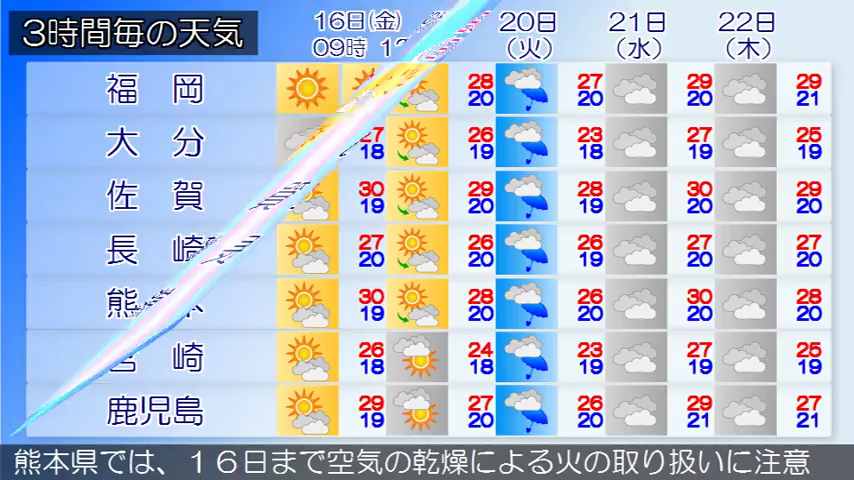 3時間毎の天気
16日(金) 20日 21日 22日
09時 (火) (水) (木)
福岡 28 20 27 20 29 20 29 21
大分 27 18 26 19 23 18 27 19 25 19
佐賀 30 19 29 20 28 19 30 20 29 20
長崎 27 20 26 20 26 19 27 20 27 20
熊 30 19 28 20 26 20 30 20 28 20
崎 26 18 24 18 23 19 27 19 25 19
鹿児島 29 19 27 20 26 20 29 21 27 21
熊本県では、16日まで空気の乾燥による火の取り扱いに注意